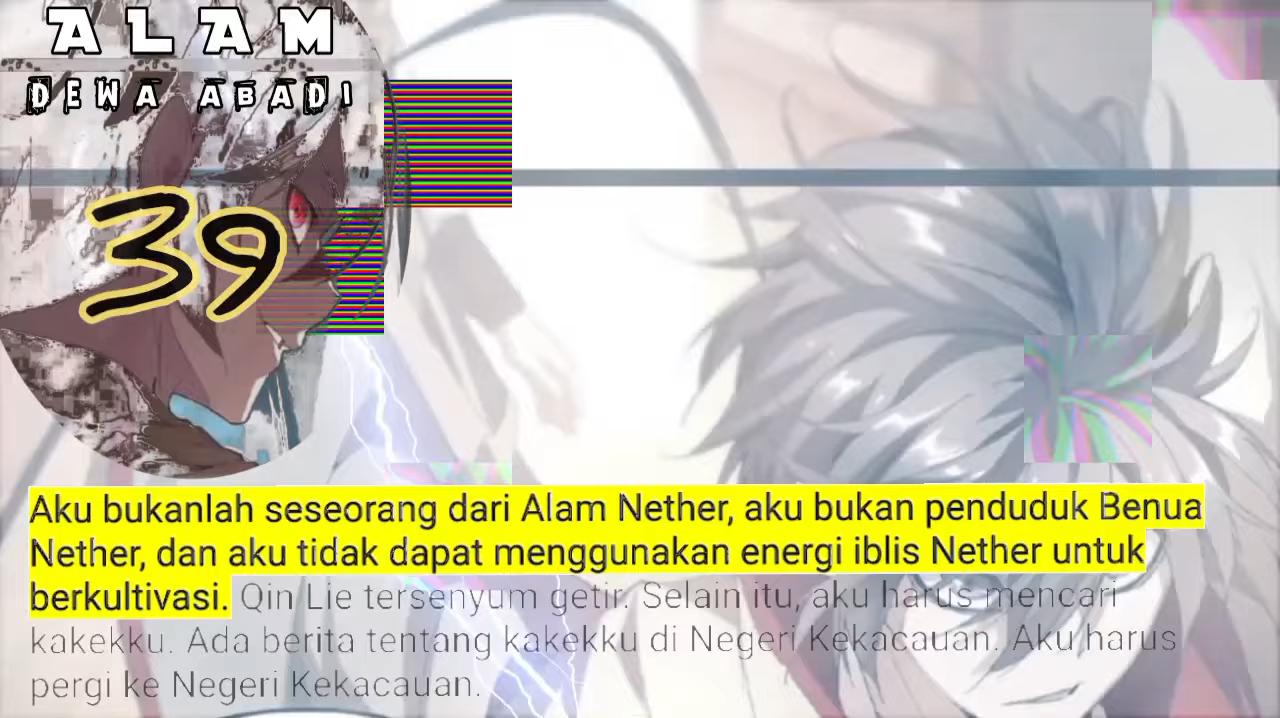 ALAM
DEWA ABADI
39
Aku bukanlah seseorang dari Alam Nether, aku bukan penduduk Benua
Nether, dan aku tidak dapat menggunakan energi iblis Nether untuk
berkultivasi. Qin Lie tersenyum getir. Selain itu, aku harus mencari
kakekku. Ada berita tentang kakekku di Negeri Kekacauan. Aku harus
pergi ke Negeri Kekacauan.